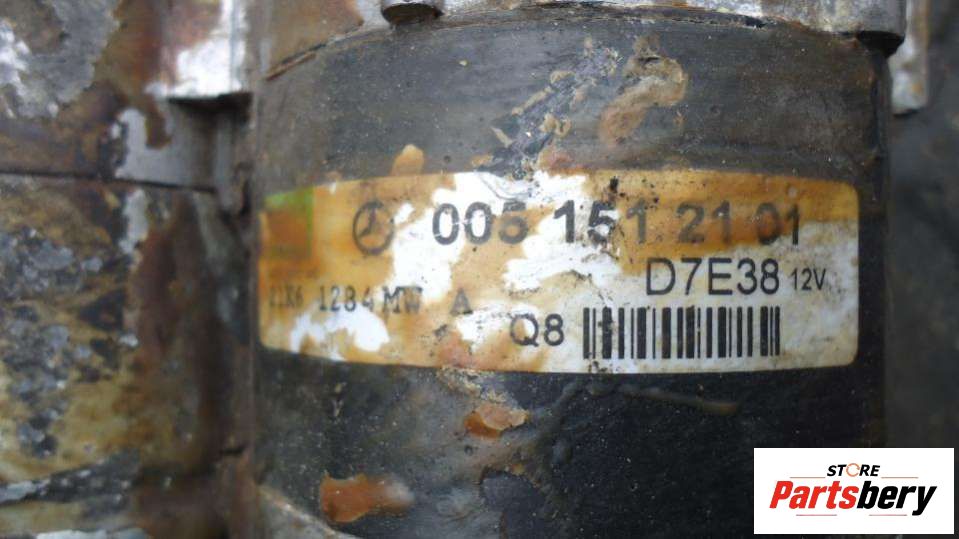 005 151 21 01
D7E38 12V
1284 MW A
Q8
STORE
Partsbery